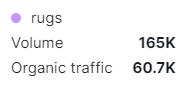 rugs
Volume 165K
Organic traffic 60.7K